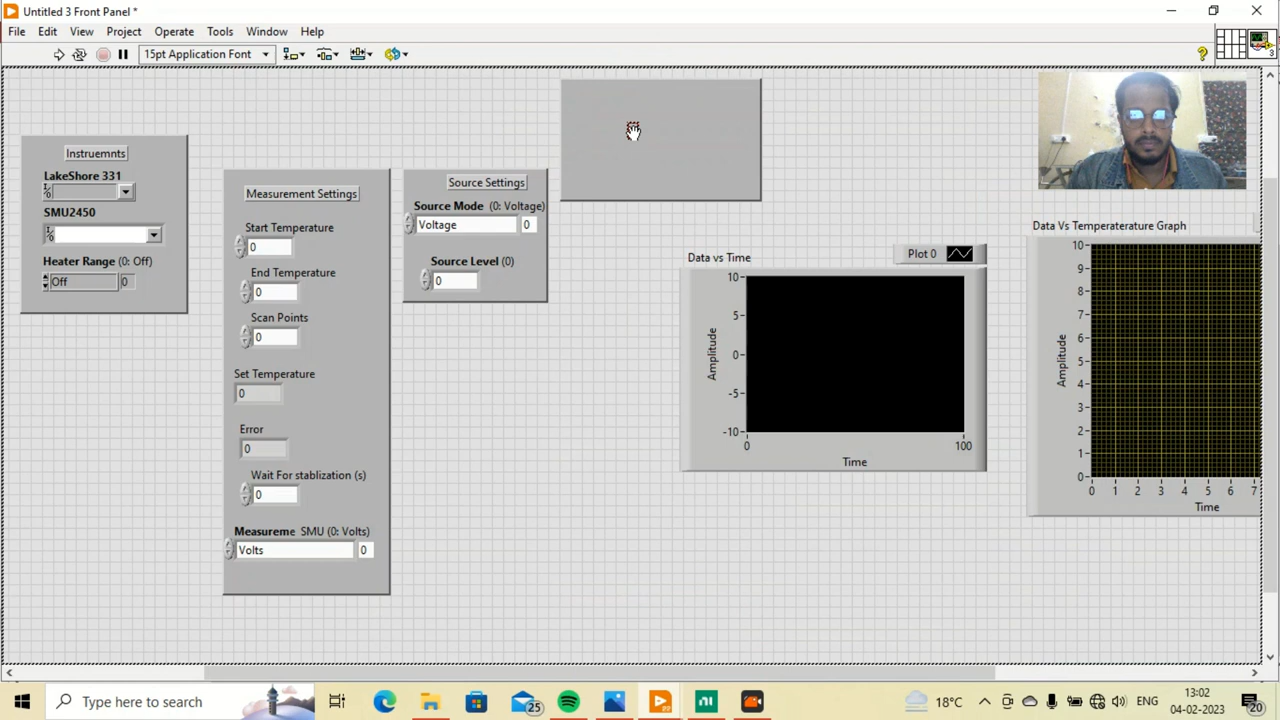 Untitled 3 Front Panel *
File Edit View Project Operate Tools Window Help
15pt Application Font
?
3
Instruemnts
LakeShore 331
SMU2450
Heater Range (0: Off)
Off 0
Measurement Settings
Start Temperature
0
End Temperature
0
Scan Points
0
Set Temperature
0
Error
0
Wait For stablization (s)
0
Measureme SMU (0: Volts)
Volts 0
Source Settings
Source Mode (0: Voltage)
Voltage 0
Source Level (0)
0
Data vs Time
Plot 0
10
5
0
-5
-10
Amplitude
0 100
Time
Data Vs Temperaterature Graph
10
9
8
7
6
5
4
3
2
1
0
Amplitude
0 1 2 3 4 5 6 7
Time
Type here to search
25
18°C
13:02
04-02-2023
20